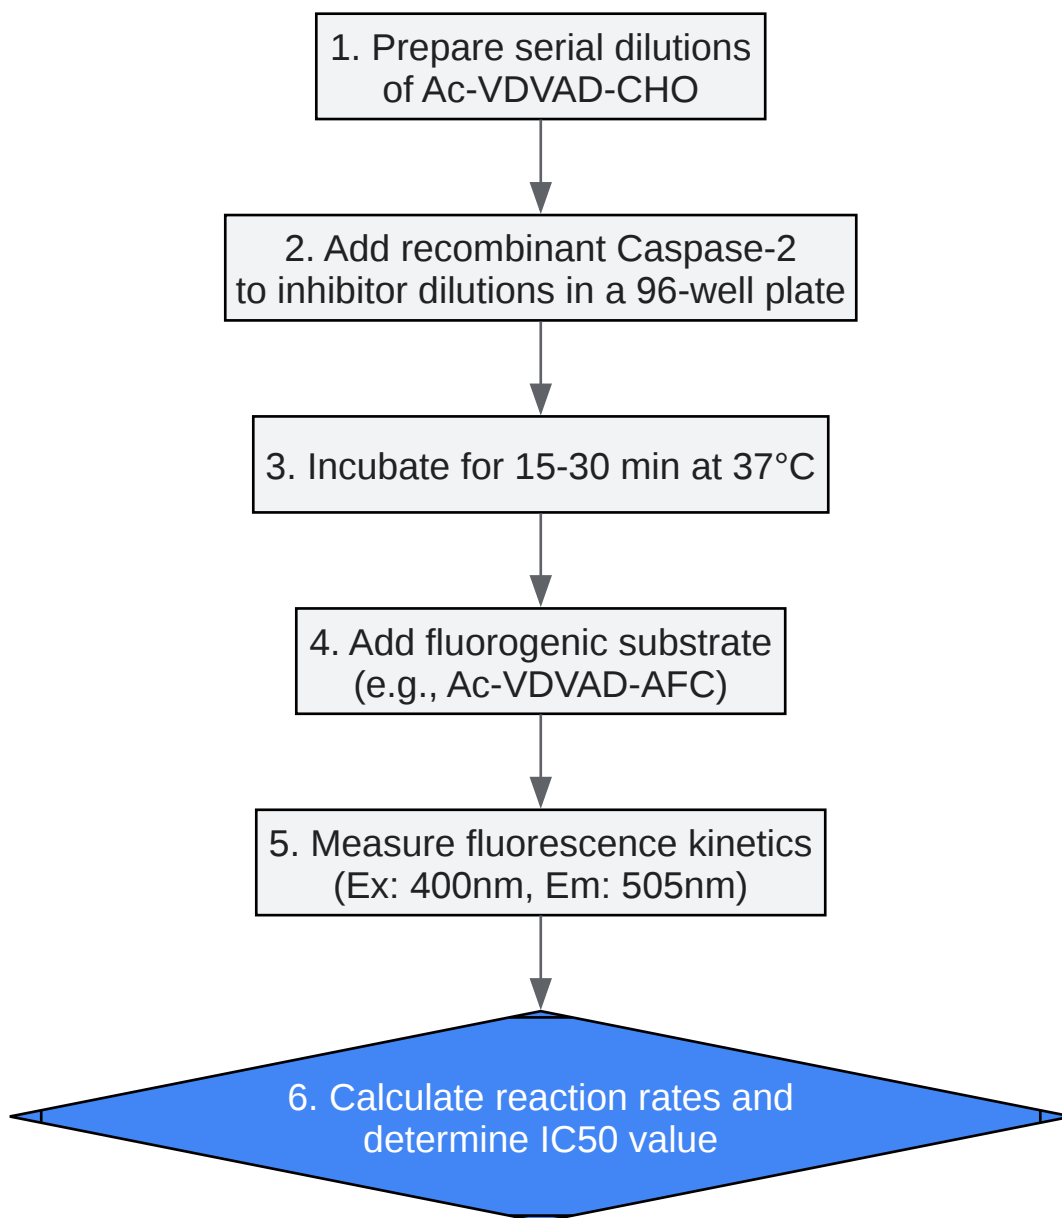 1. Prepare serial dilutions
of Ac-VDVAD-CHO
2. Add recombinant Caspase-2
to inhibitor dilutions in a 96-well plate
3. Incubate for 15-30 min at 37°C
4. Add fluorogenic substrate
(e.g., Ac-VDVAD-AFC)
5. Measure fluorescence kinetics
(Ex: 400nm, Em: 505nm)
6. Calculate reaction rates and
determine IC50 value